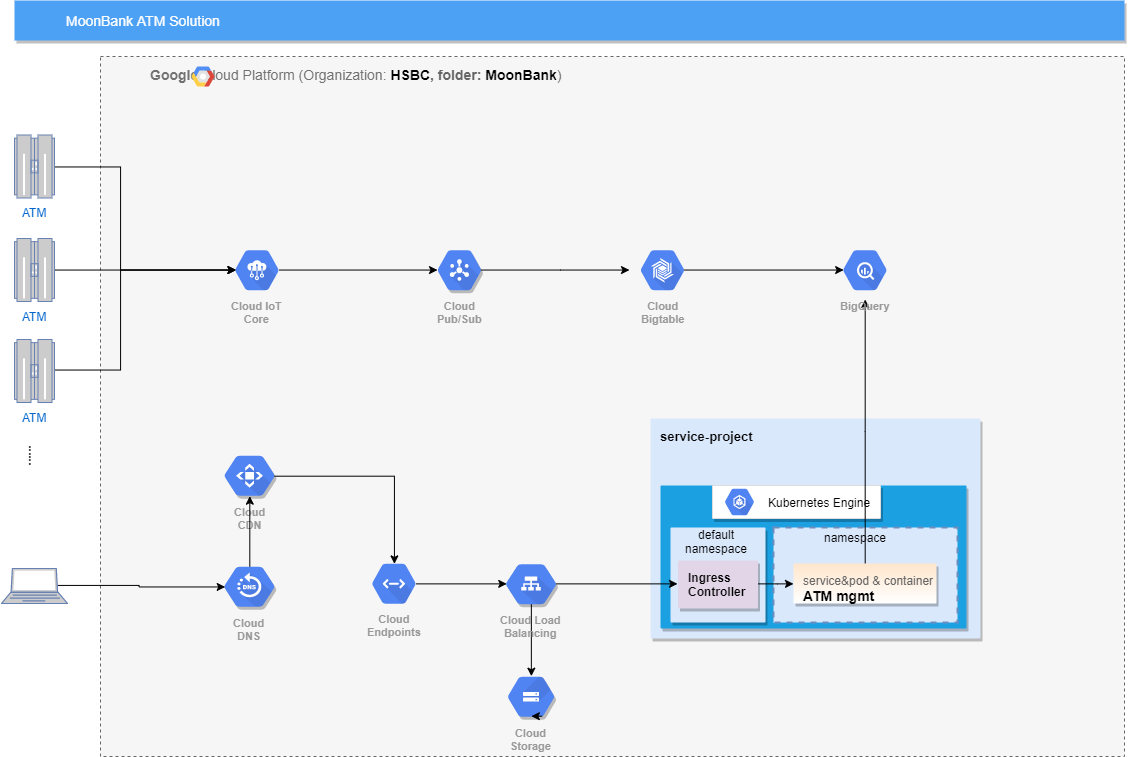 MoonBank ATM Solution
Google Cloud Platform (Organization: HSBC, folder: MoonBank)
ATM
ATM
ATM
Cloud IoT
Core
Cloud
Pub/Sub
Cloud
Bigtable
BigQuery
service-project
Kubernetes Engine
default
namespace
namespace
Ingress
Controller
service&pod & container
ATM mgmt
Cloud
CDN
DNS
Cloud
DNS
Cloud
Endpoints
Cloud Load
Balancing
Cloud
Storage